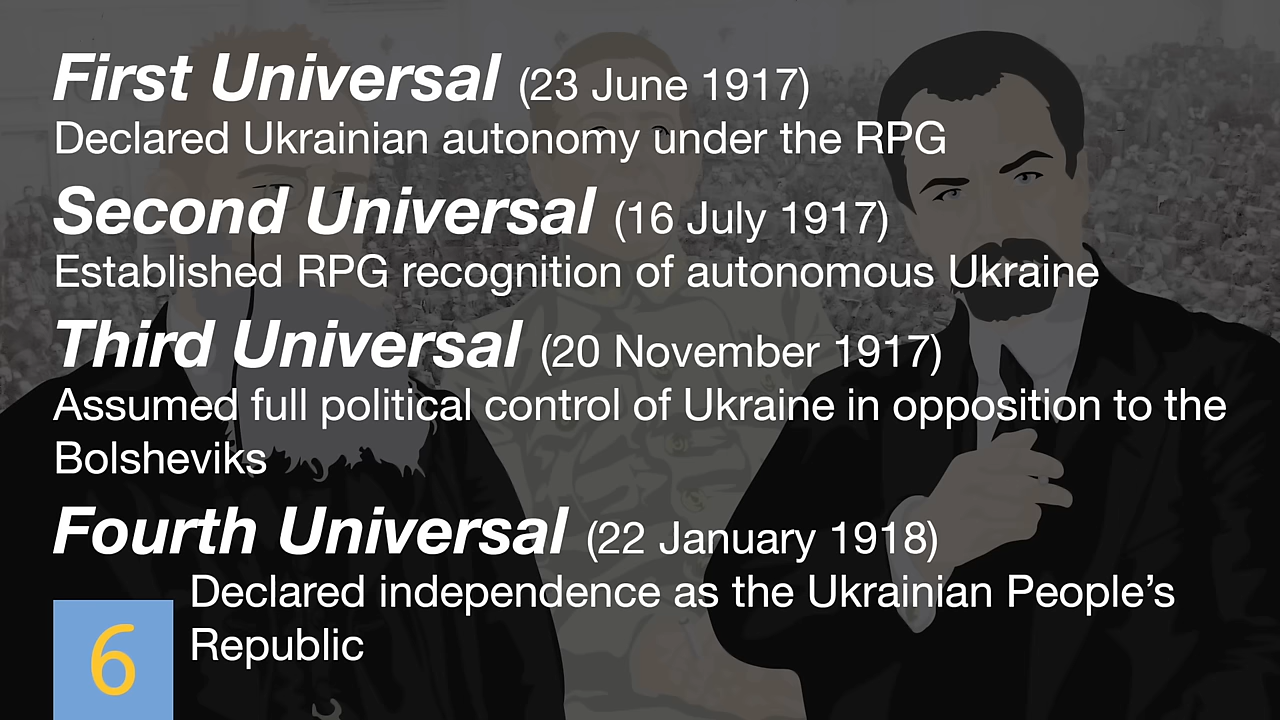 First Universal (23 June 1917)
Declared Ukrainian autonomy under the RPG
Second Universal (16 July 1917)
Established RPG recognition of autonomous Ukraine
Third Universal (20 November 1917)
Assumed full political control of Ukraine in opposition to the
Bolsheviks
Fourth Universal (22 January 1918)
Declared independence as the Ukrainian People’s
Republic
6